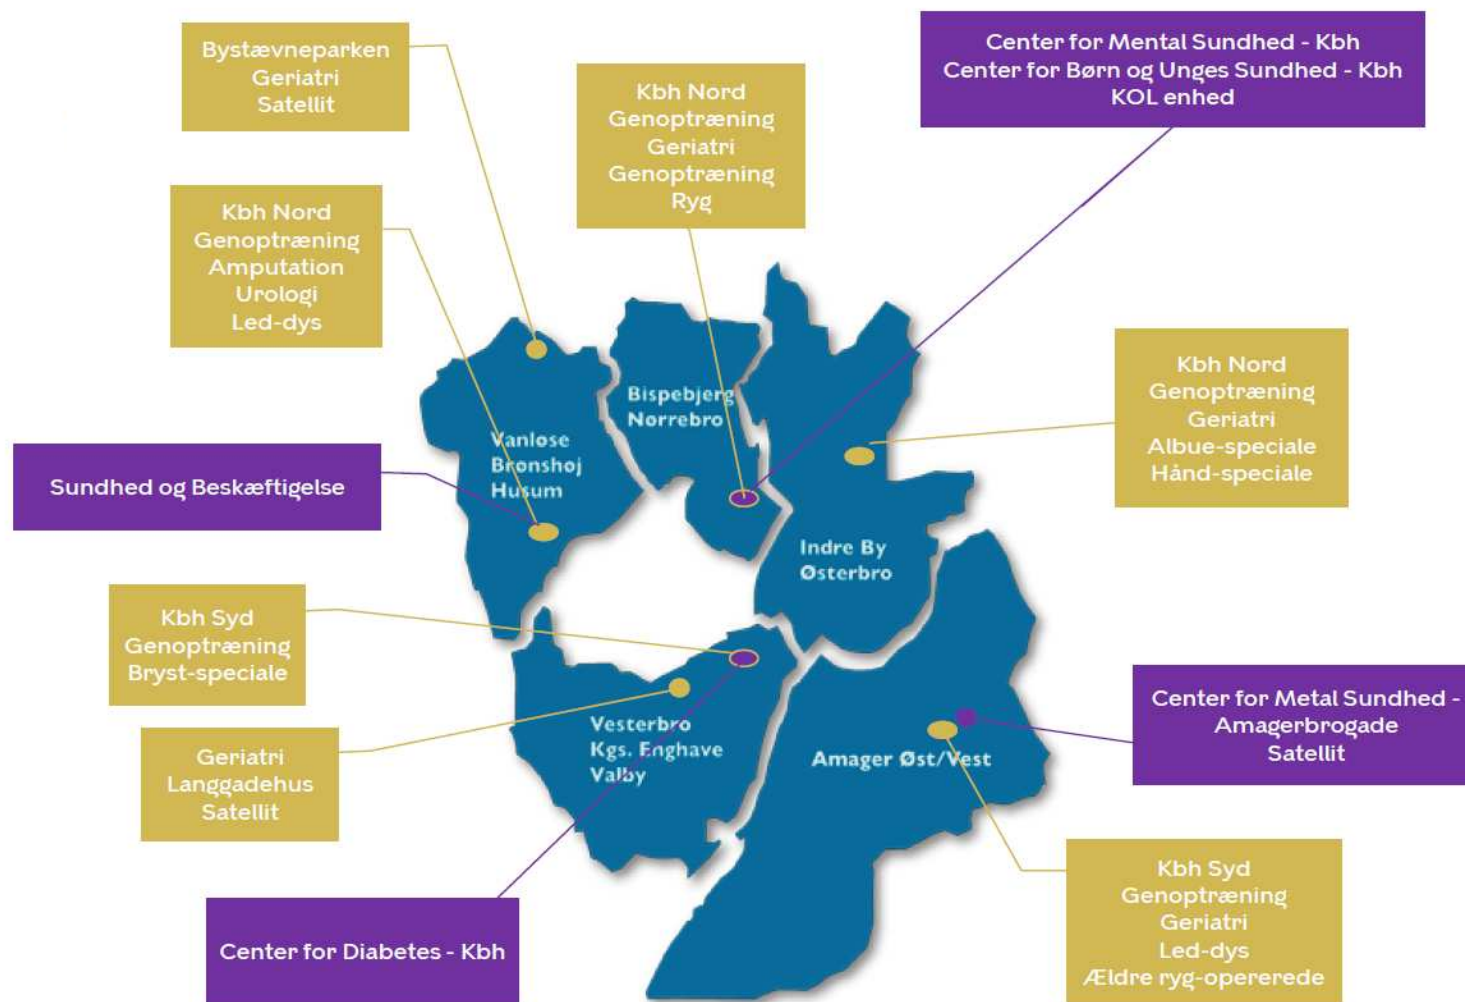 Bystævneparken
Geriatri
Satellit
Kbh Nord
Genoptræning
Geriatri
Genoptræning
Ryg
Center for Mental Sundhed - Kbh
Center for Børn og Unges Sundhed - Kbh
KOL enhed
Kbh Nord
Genoptræning
Amputation
Urologi
Led-dys
Kbh Nord
Genoptræning
Geriatri
Albue-speciale
Hånd-speciale
Bispebjerg
Nørrebro
Vanløse
Brønshøj
Husum
Sundhed og Beskæftigelse
Indre By
Østerbro
Kbh Syd
Genoptræning
Bryst-speciale
Geriatri
Langgadehus
Satellit
Vesterbro
Kgs. Enghave
Valby
Amager Øst/Vest
Center for Metal Sundhed -
Amagerbrogade
Satellit
Center for Diabetes - Kbh
Kbh Syd
Genoptræning
Geriatri
Led-dys
Ældre ryg-opererede